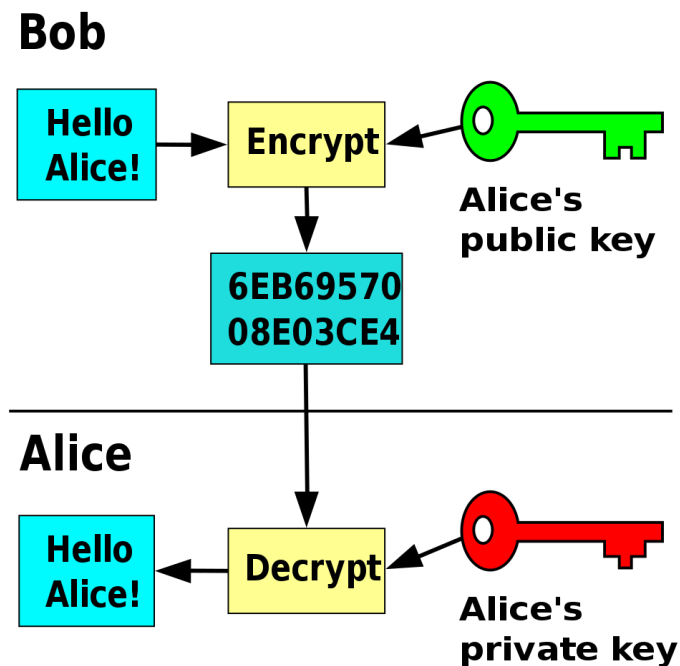 Bob
Hello
Alice!
Encrypt
Alice's
public key
6EB69570
08E03CE4
Alice
Hello
Alice!
Decrypt
Alice's
private key